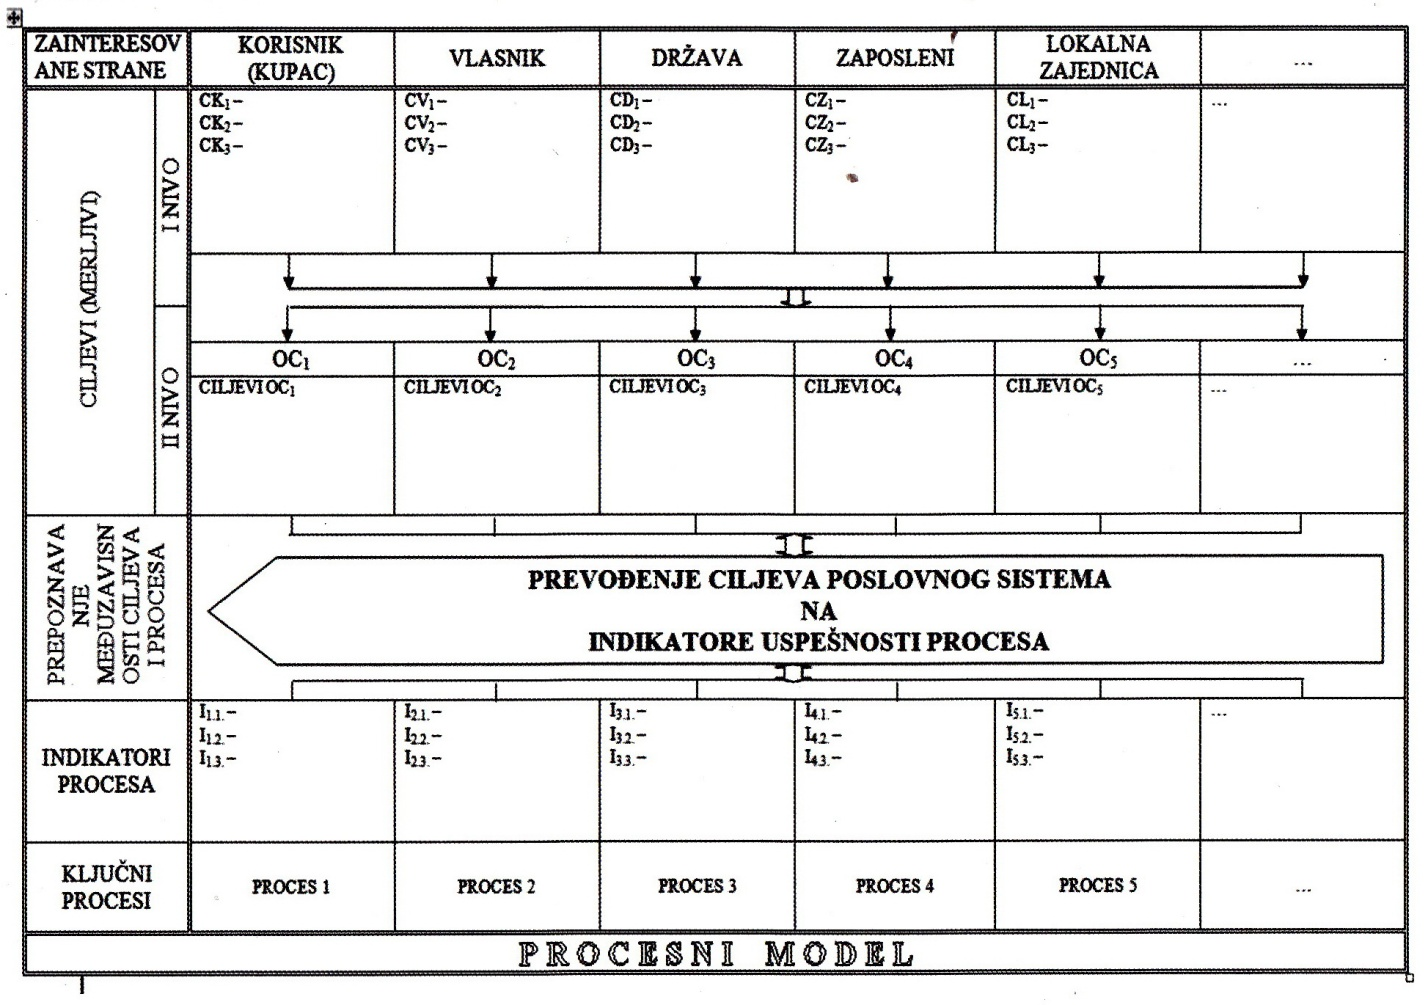 ZAINTERESOV
ANE STRANE
KORISNIK
(KUPAC)
VLASNIK
DRŽAVA
ZAPOSLENI
LOKALNA
ZAJEDNICA
...
CILJEVI (MERLJIVI)
I NIVO
CK1–
CK2–
CK3–
CV1–
CV2–
CV3–
CD1–
CD2–
CD3–
CZ1–
CZ2–
CZ3–
CL1–
CL2–
CL3–
...
II NIVO
OC1
OC2
OC3
OC4
OC5
...
CILJEVI OC1
CILJEVI OC2
CILJEVI OC3
CILJEVI OC4
CILJEVI OC5
...
PREPOZNAVA
NJE
MEĐUZAVISN
OSTI CILJEVA
I PROCESA
PREVOĐENJE CILJEVA POSLOVNOG SISTEMA
NA
INDIKATORE USPEŠNOSTI PROCESA
INDIKATORI
PROCESA
I1.1.–
I1.2.–
I1.3.–
I2.1.–
I2.2.–
I2.3.–
I3.1.–
I3.2.–
I3.3.–
I4.1.–
I4.2.–
I4.3.–
I5.1.–
I5.2.–
I5.3.–
...
KLJUČNI
PROCESI
PROCES 1
PROCES 2
PROCES 3
PROCES 4
PROCES 5
...
PROCESNI MODEL